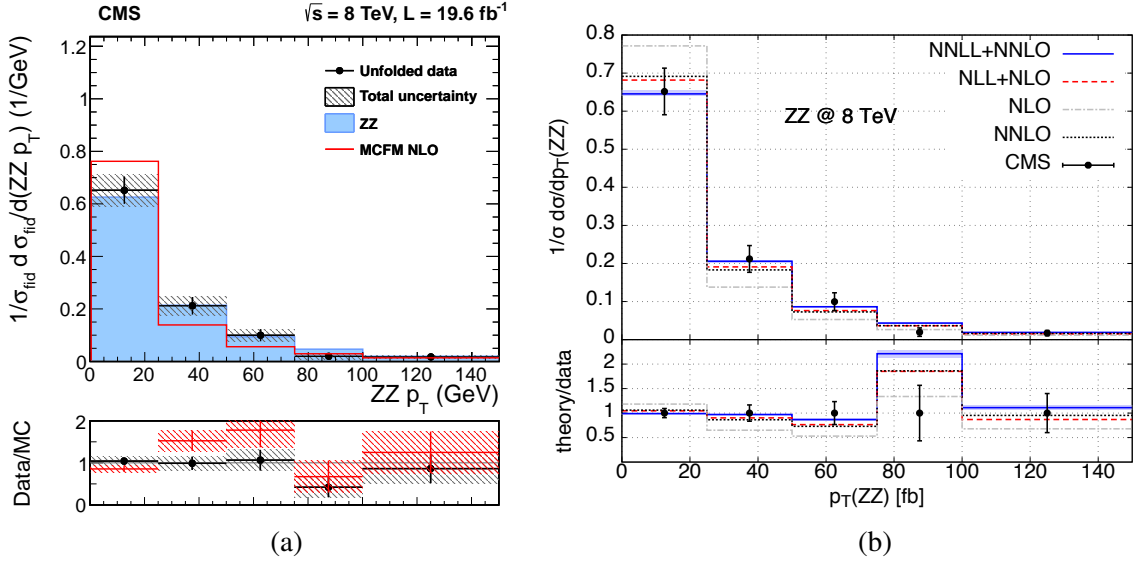 CMS
√s = 8 TeV, L = 19.6 fb-1
1/σfid d σfid/d(ZZ pT) (1/GeV)
1.2
1
0.8
0.6
0.4
0.2
0
Unfolded data
Total uncertainty
ZZ
MCFM NLO
0 20 40 60 80 100 120 140
ZZ pT (GeV)
Data/MC
2
1
0
(a)
1/σ dσ/dpT(ZZ)
0.8
0.7
0.6
0.5
0.4
0.3
0.2
0.1
0
NNLL+NNLO
NLL+NLO
NLO
NNLO
CMS
ZZ @ 8 TeV
theory/data
2
1.5
1
0.5
0 20 40 60 80 100 120 140
pT(ZZ) [fb]
(b)